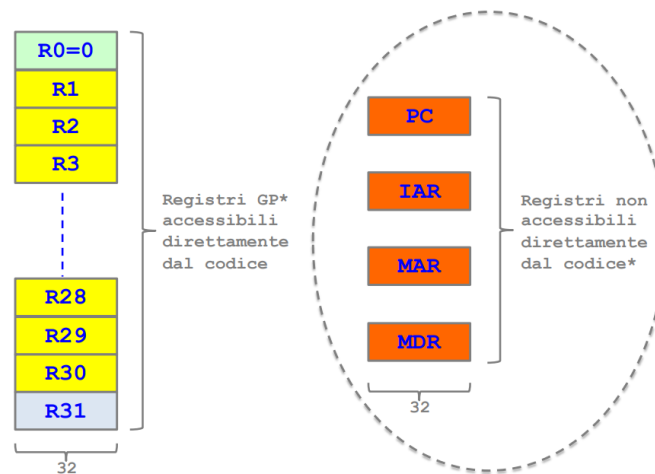 R0=0
R1
R2
R3
R28
R29
R30
R31
32
Registri GP*
accessibili
direttamente
dal codice
PC
IAR
MAR
MDR
32
Registri non
accessibili
direttamente
dal codice*